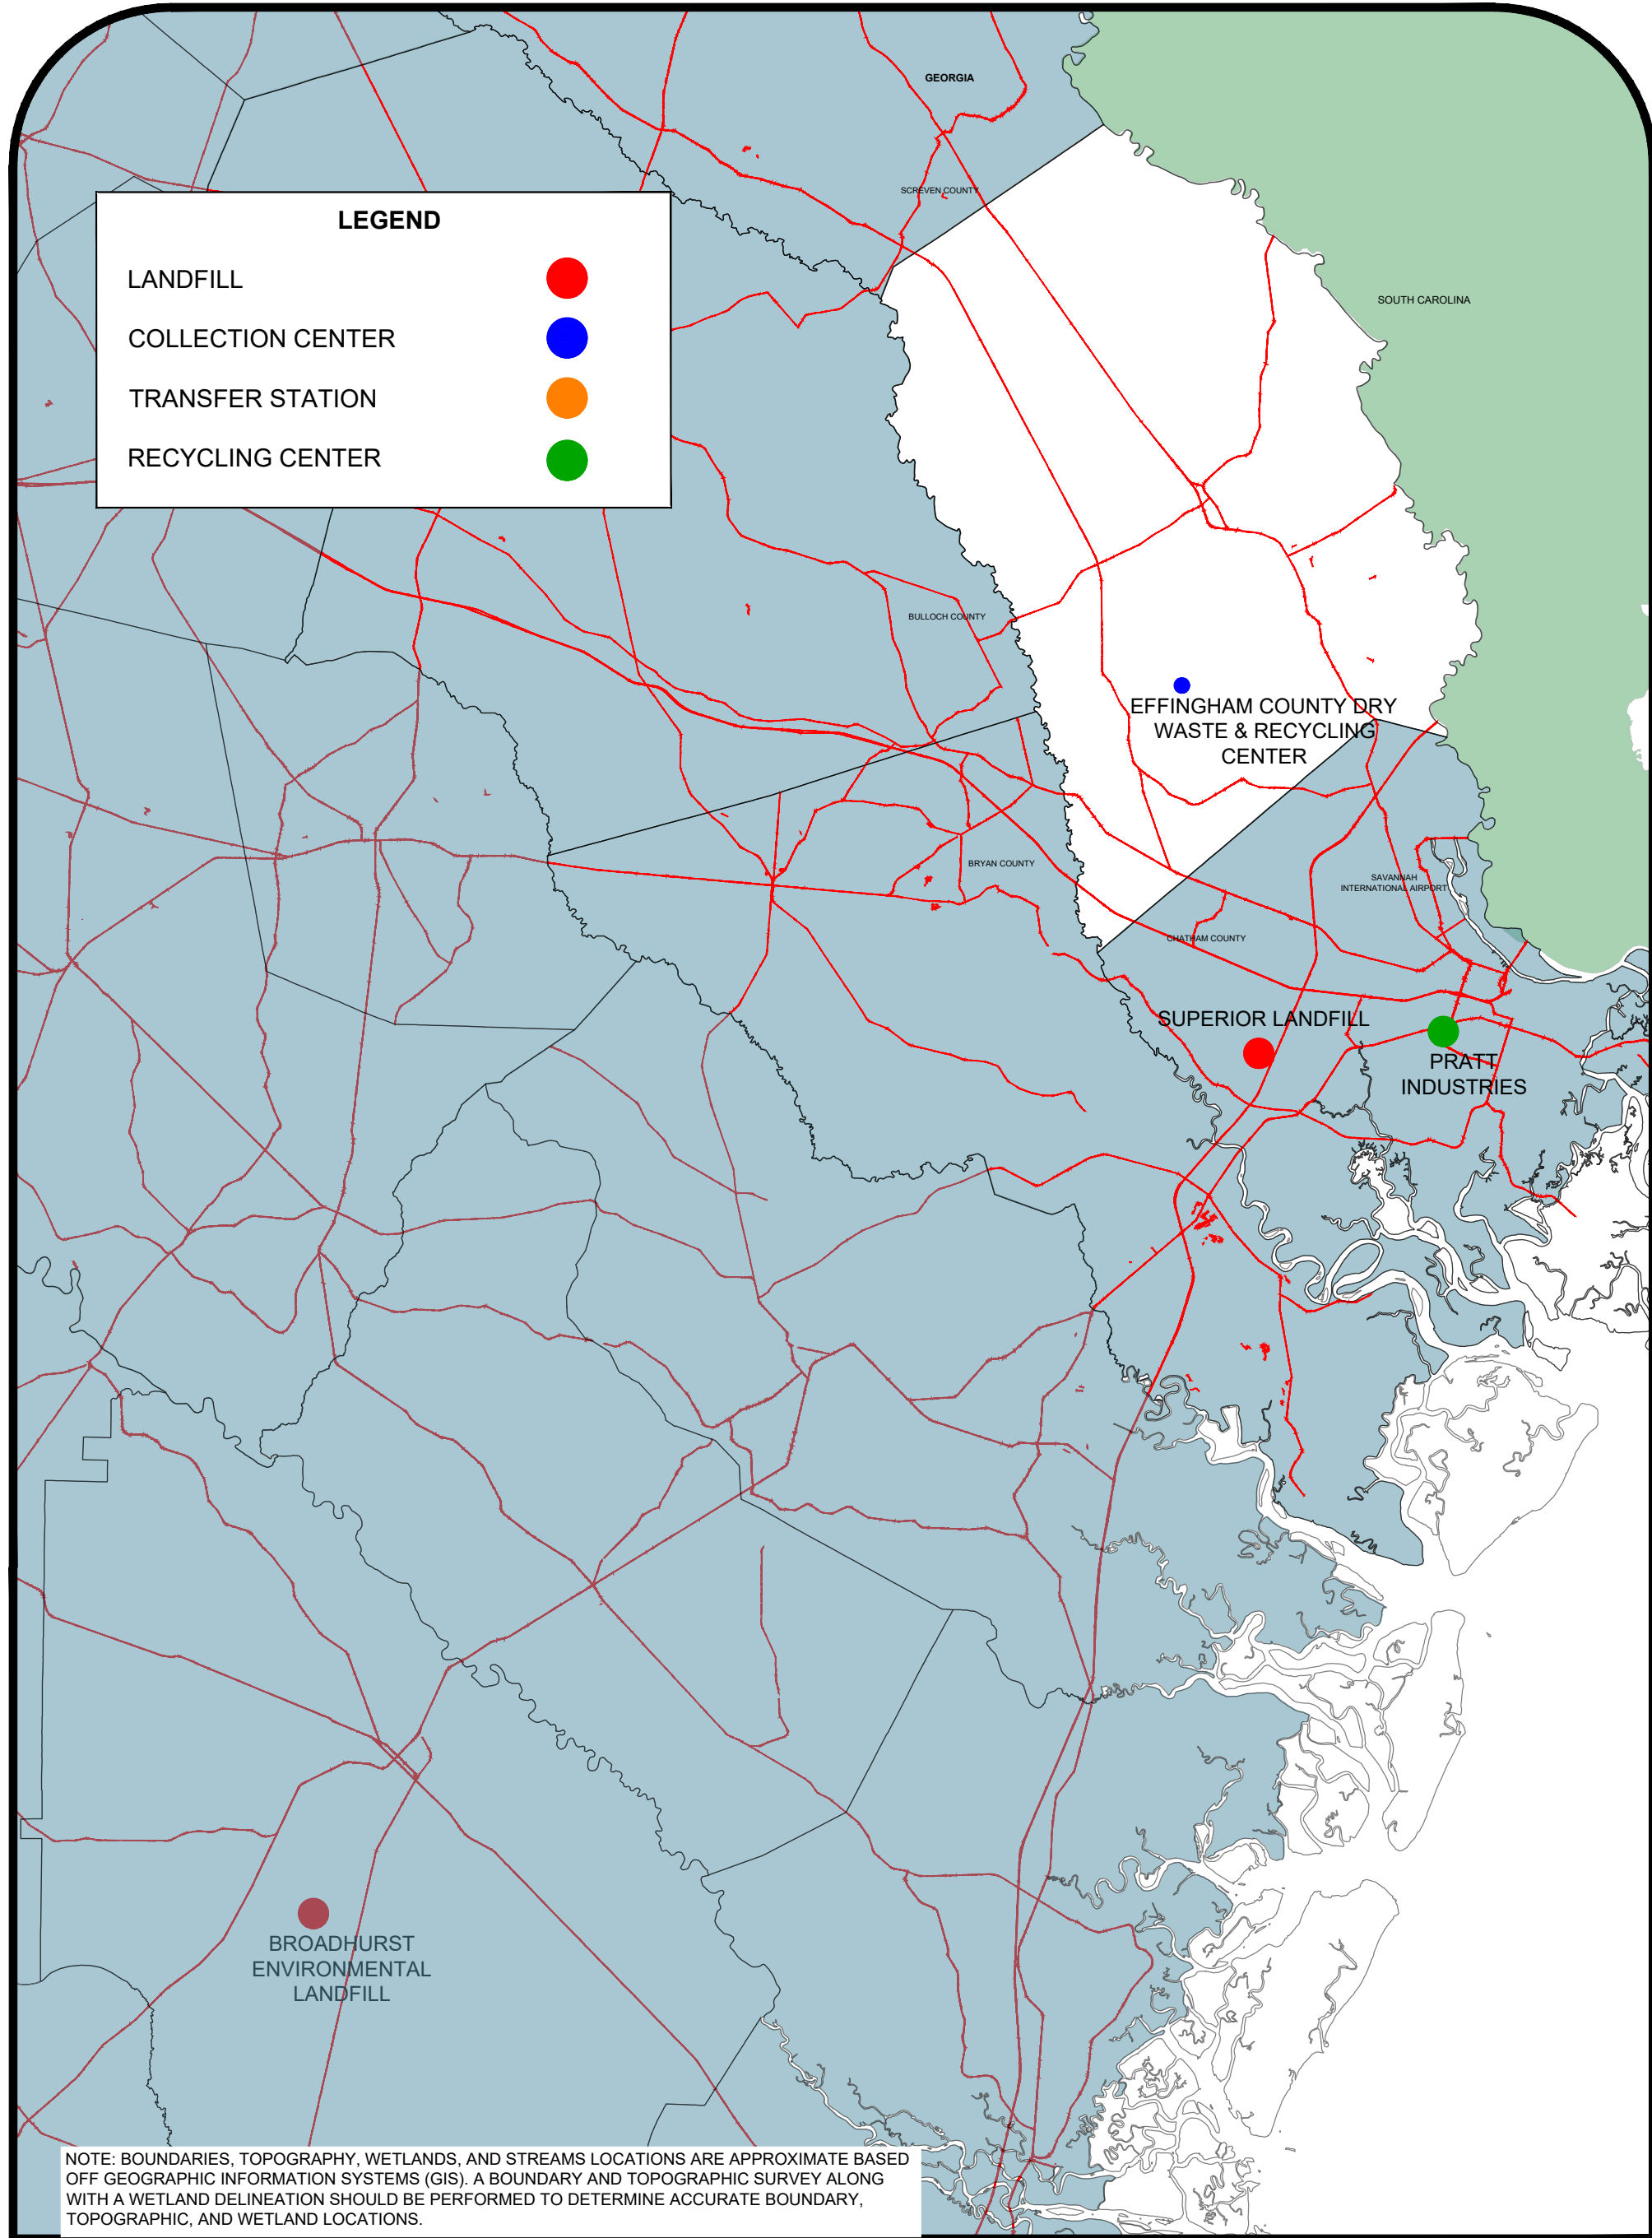 GEORGIA
SCREVEN COUNTY
LEGEND
LANDFILL
COLLECTION CENTER
TRANSFER STATION
RECYCLING CENTER
SOUTH CAROLINA
BULLOCH COUNTY
EFFINGHAM COUNTY DRY
WASTE & RECYCLING
CENTER
BRYAN COUNTY
SAVANNAH
INTERNATIONAL AIRPORT
CHATHAM COUNTY
SUPERIOR LANDFILL
PRATT
INDUSTRIES
BROADHURST
ENVIRONMENTAL
LANDFILL
NOTE: BOUNDARIES, TOPOGRAPHY, WETLANDS, AND STREAMS LOCATIONS ARE APPROXIMATE BASED
OFF GEOGRAPHIC INFORMATION SYSTEMS (GIS). A BOUNDARY AND TOPOGRAPHIC SURVEY ALONG
WITH A WETLAND DELINEATION SHOULD BE PERFORMED TO DETERMINE ACCURATE BOUNDARY,
TOPOGRAPHIC, AND WETLAND LOCATIONS.